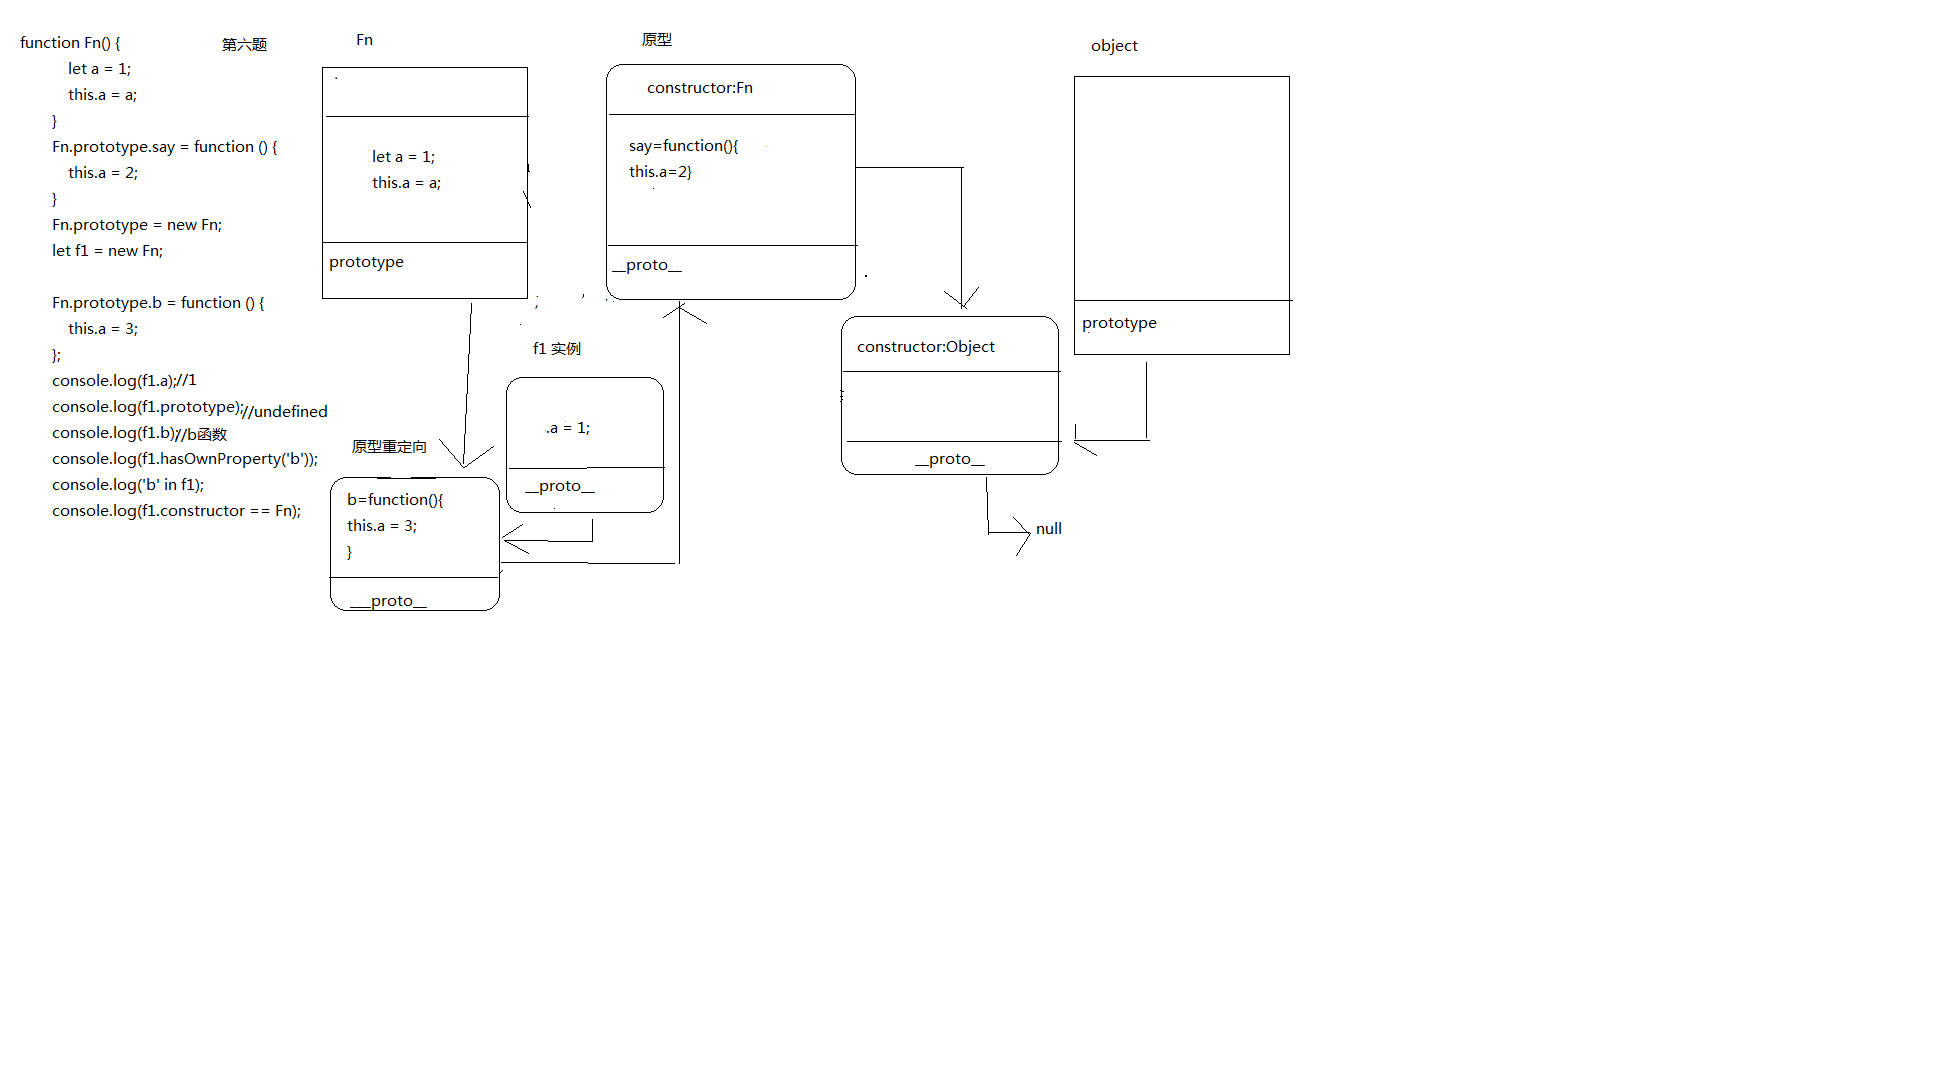 function Fn() {
let a = 1;
this.a = a;
}
Fn.prototype.say = function () {
this.a = 2;
}
Fn.prototype = new Fn;
let f1 = new Fn;
Fn.prototype.b = function () {
this.a = 3;
};
console.log(f1.a);//1
console.log(f1.prototype);//undefined
console.log(f1.b)//b函数
console.log(f1.hasOwnProperty('b'));
console.log('b' in f1);
console.log(f1.constructor == Fn);
第六题
Fn
let a = 1;
this.a = a;
prototype
原型
constructor:Fn
say=function(){
this.a=2}
__proto__
object
prototype
constructor:Object
__proto__
null
f1 实例
.a = 1;
__proto__
原型重定向
b=function(){
this.a = 3;
}
___proto__